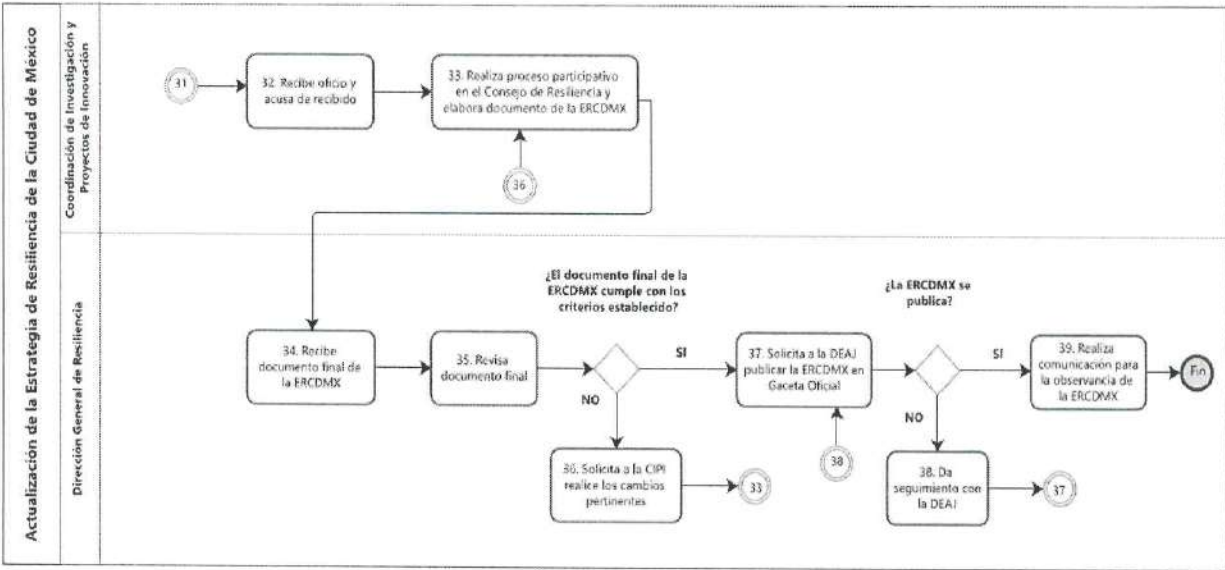 Actualización de la Estrategia de Resiliencia de la Ciudad de México
Coordinación de Investigación y
Proyectos de Innovación
31
32. Recibe oficio y
acusa de recibido
33. Realiza proceso participativo
en el Consejo de Resiliencia y
elabora documento de la ERCDMX
36
Dirección General de Resiliencia
34. Recibe
documento final de
la ERCDMX
35. Revisa
documento final
¿El documento final de la
ERCDMX cumple con los
criterios establecido?
SI
NO
36. Solicita a la CIPI
realice los cambios
pertinentes
33
37. Solicita a la DEAJ
publicar la ERCDMX en
Gaceta Oficial
38
¿La ERCDMX se
publica?
SI
NO
38. Da
seguimiento con
la DEAJ
37
39. Realiza
comunicación para
la observancia de
la ERCDMX
Fin